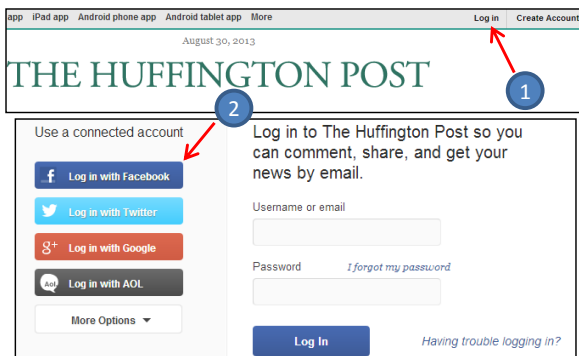 app iPad app Android phone app Android tablet app More Log in Create Account
August 30, 2013
THE HUFFINGTON POST
1
2
Use a connected account
f Log in with Facebook
Log in with Twitter
g+ Log in with Google
Aol. Log in with AOL
More Options
Log in to The Huffington Post so you
can comment, share, and get your
news by email.
Username or email
Password I forgot my password
Log In Having trouble logging in?